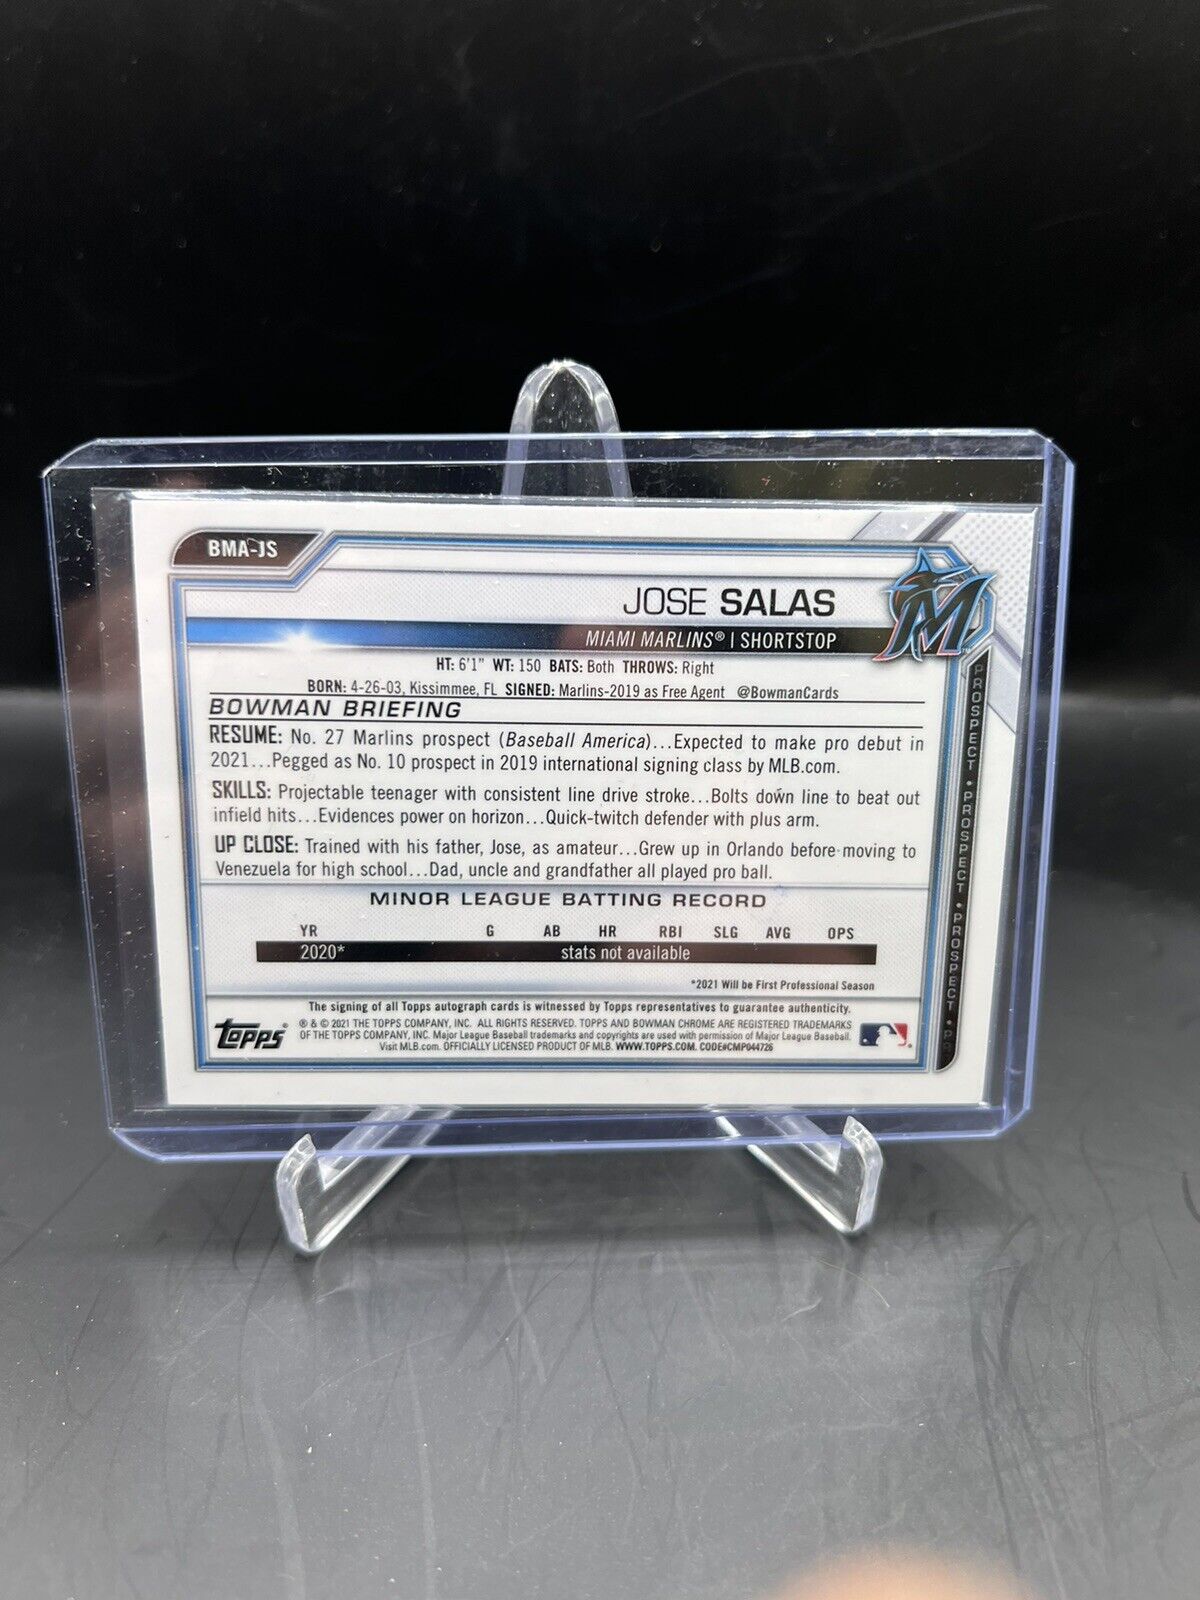 BMA-JS
JOSE SALAS
MIAMI MARLINS® | SHORTSTOP
HT: 6'1" WT: 150 BATS: Both THROWS: Right
BORN: 4-26-03, Kissimmee, FL SIGNED: Marlins-2019 as Free Agent @BowmanCards
BOWMAN BRIEFING
RESUME: No. 27 Marlins prospect (Baseball America)...Expected to make pro debut in
2021...Pegged as No. 10 prospect in 2019 international signing class by MLB.com.
SKILLS: Projectable teenager with consistent line drive stroke...Bolts down line to beat out
infield hits...Evidences power on horizon...Quick-twitch defender with plus arm.
UP CLOSE: Trained with his father, Jose, as amateur...Grew up in Orlando before moving to
Venezuela for high school...Dad, uncle and grandfather all played pro ball.
MINOR LEAGUE BATTING RECORD
YR G AB HR RBI SLG AVG OPS
2020* stats not available
*2021 Will be First Professional Season
The signing of all Topps autograph cards is witnessed by Topps representatives to guarantee authenticity.
® & © 2021 THE TOPPS COMPANY, INC. ALL RIGHTS RESERVED. TOPPS AND BOWMAN CHROME ARE REGISTERED TRADEMARKS
OF THE TOPPS COMPANY, INC. Major League Baseball trademarks and copyrights are used with permission of Major League Baseball.
Visit MLB.com. OFFICIALLY LICENSED PRODUCT OF MLB. WWW.TOPPS.COM. CODE#CMP044726
TOPPS®
M
PROSPECT • PROSPECT • PROSPECT • PR